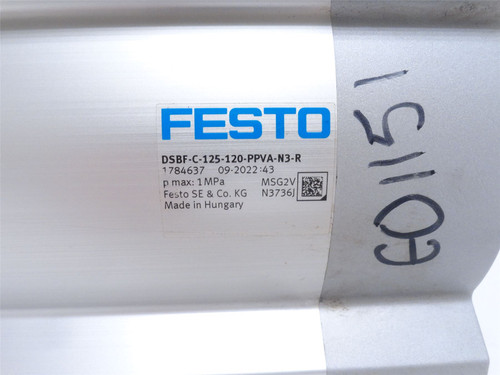 FESTO
DSBF-C-125-120-PPVA-N3-R
1784637 09-2022:43
p max: 1 MPa MSG2V
Festo SE & Co. KG N3736J
Made in Hungary
601151